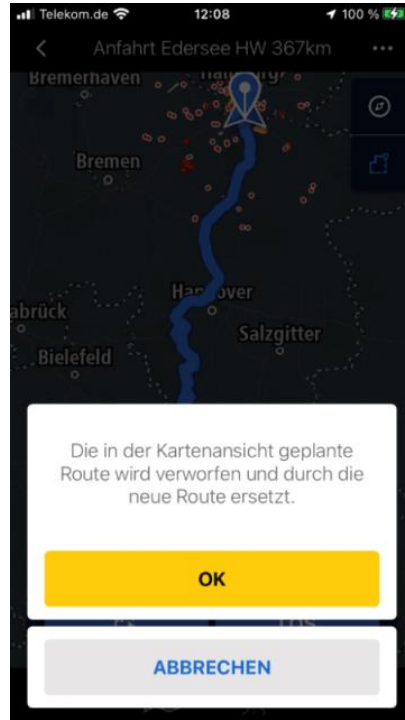 Telekom.de 12:08 100 %
Anfahrt Edersee HW 367km
Bremerhaven
Bremen
Hannover
Salzgitter
Bielefeld
Die in der Kartenansicht geplante
Route wird verworfen und durch die
neue Route ersetzt.
OK
ABBRECHEN